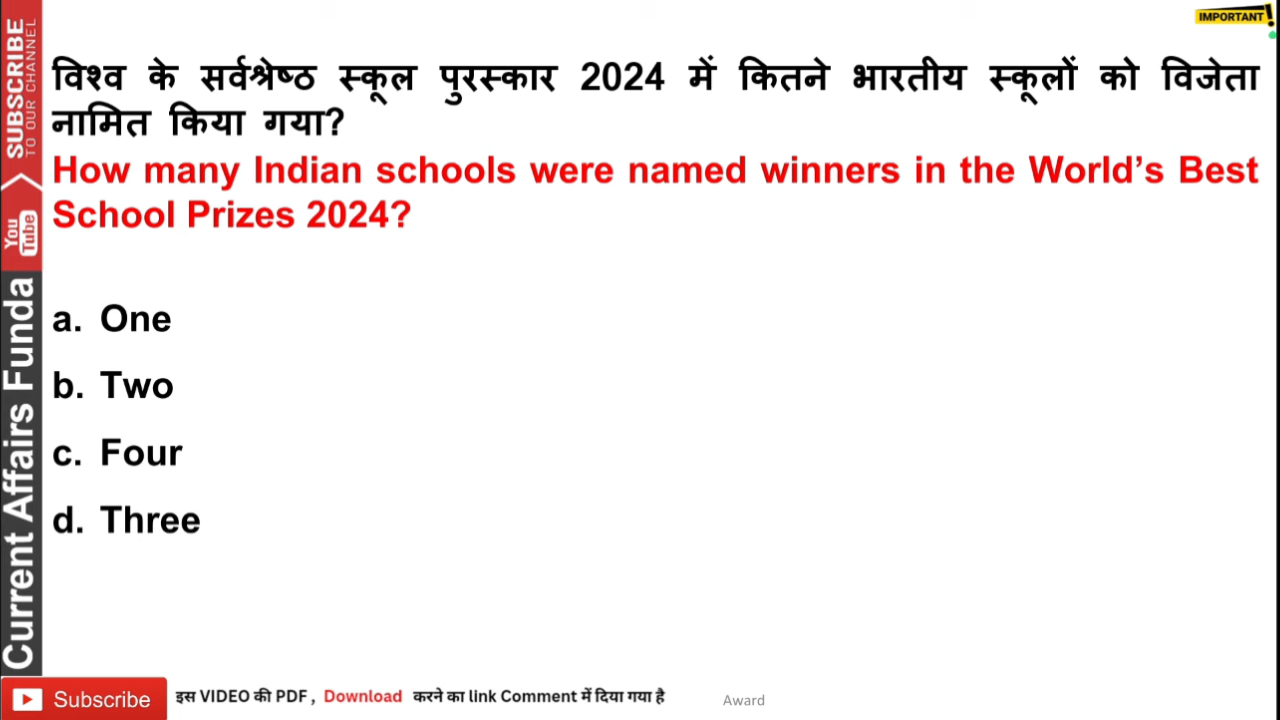 IMPORTANT!
विश्व के सर्वश्रेष्ठ स्कूल पुरस्कार 2024 में कितने भारतीय स्कूलों को विजेता
नामित किया गया?
How many Indian schools were named winners in the World’s Best
School Prizes 2024?
a. One
b. Two
c. Four
d. Three
SUBSCRIBE
TO OUR CHANNEL
You
Tube
Current Affairs Funda
Subscribe
इस VIDEO की PDF , Download करने का link Comment में दिया गया है
Award